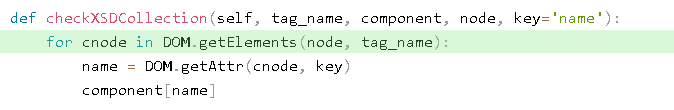 def checkXSDCollection(self, tag_name, component, node, key='name'):
    for cnode in DOM.getElements(node, tag_name):
        name = DOM.getAttr(cnode, key)
        component[name]